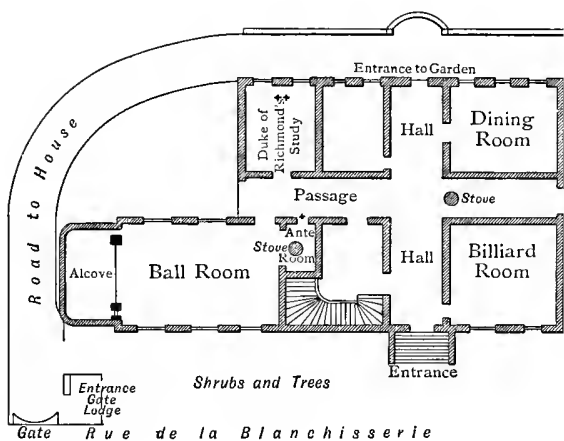 Entrance to Garden
Road to House
Duke of
Richmond's
Study
Hall
Dining
Room
Passage
Stove
Ante
Room
Stove
Alcove
Ball Room
Hall
Billiard
Room
Entrance
Entrance
Gate
Lodge
Shrubs and Trees
Gate
Rue de la Blanchisserie